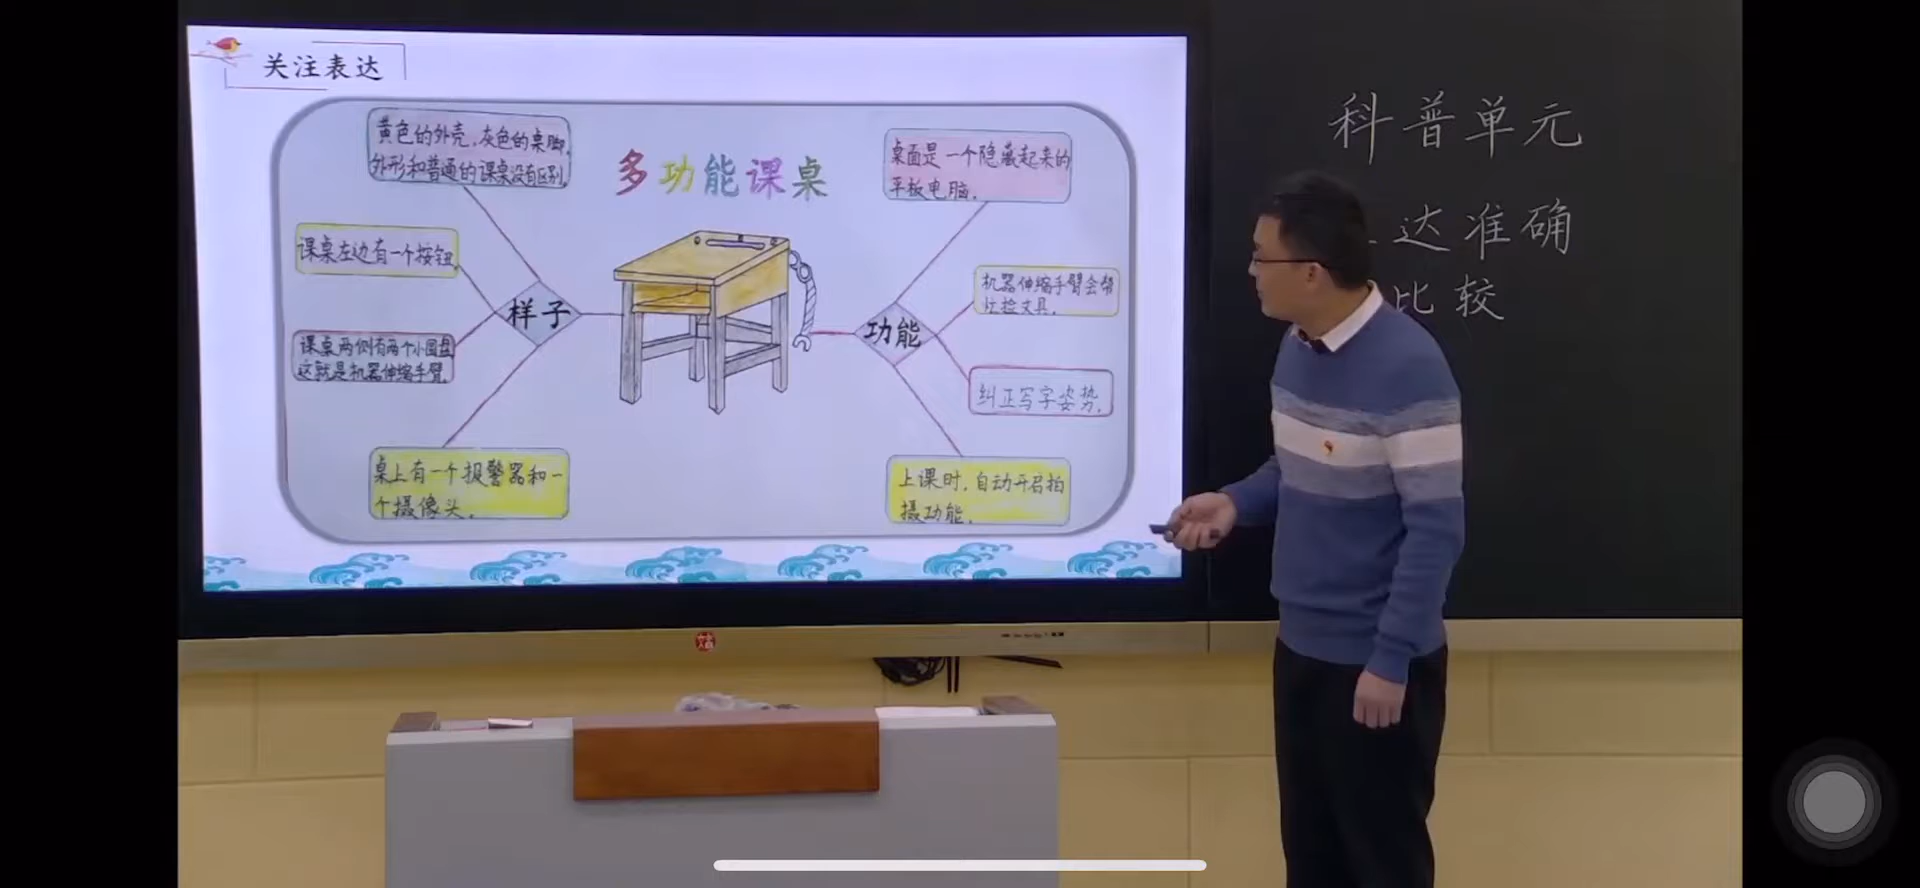 关注表达
黄色的外壳,灰色的桌脚,
外形和普通的课桌没有区别。
多功能课桌
桌面是一个隐藏起来的
平板电脑。
课桌左边有一个按钮。
机器伸缩手臂会帮
忙捡文具。
样子
功能
课桌两侧有两个小圆盘
这就是机器伸缩手臂。
纠正写字姿势。
桌上有一个报警器和一
个摄像头。
上课时,自动开启拍
摄功能。
科普单元
达准确
比较